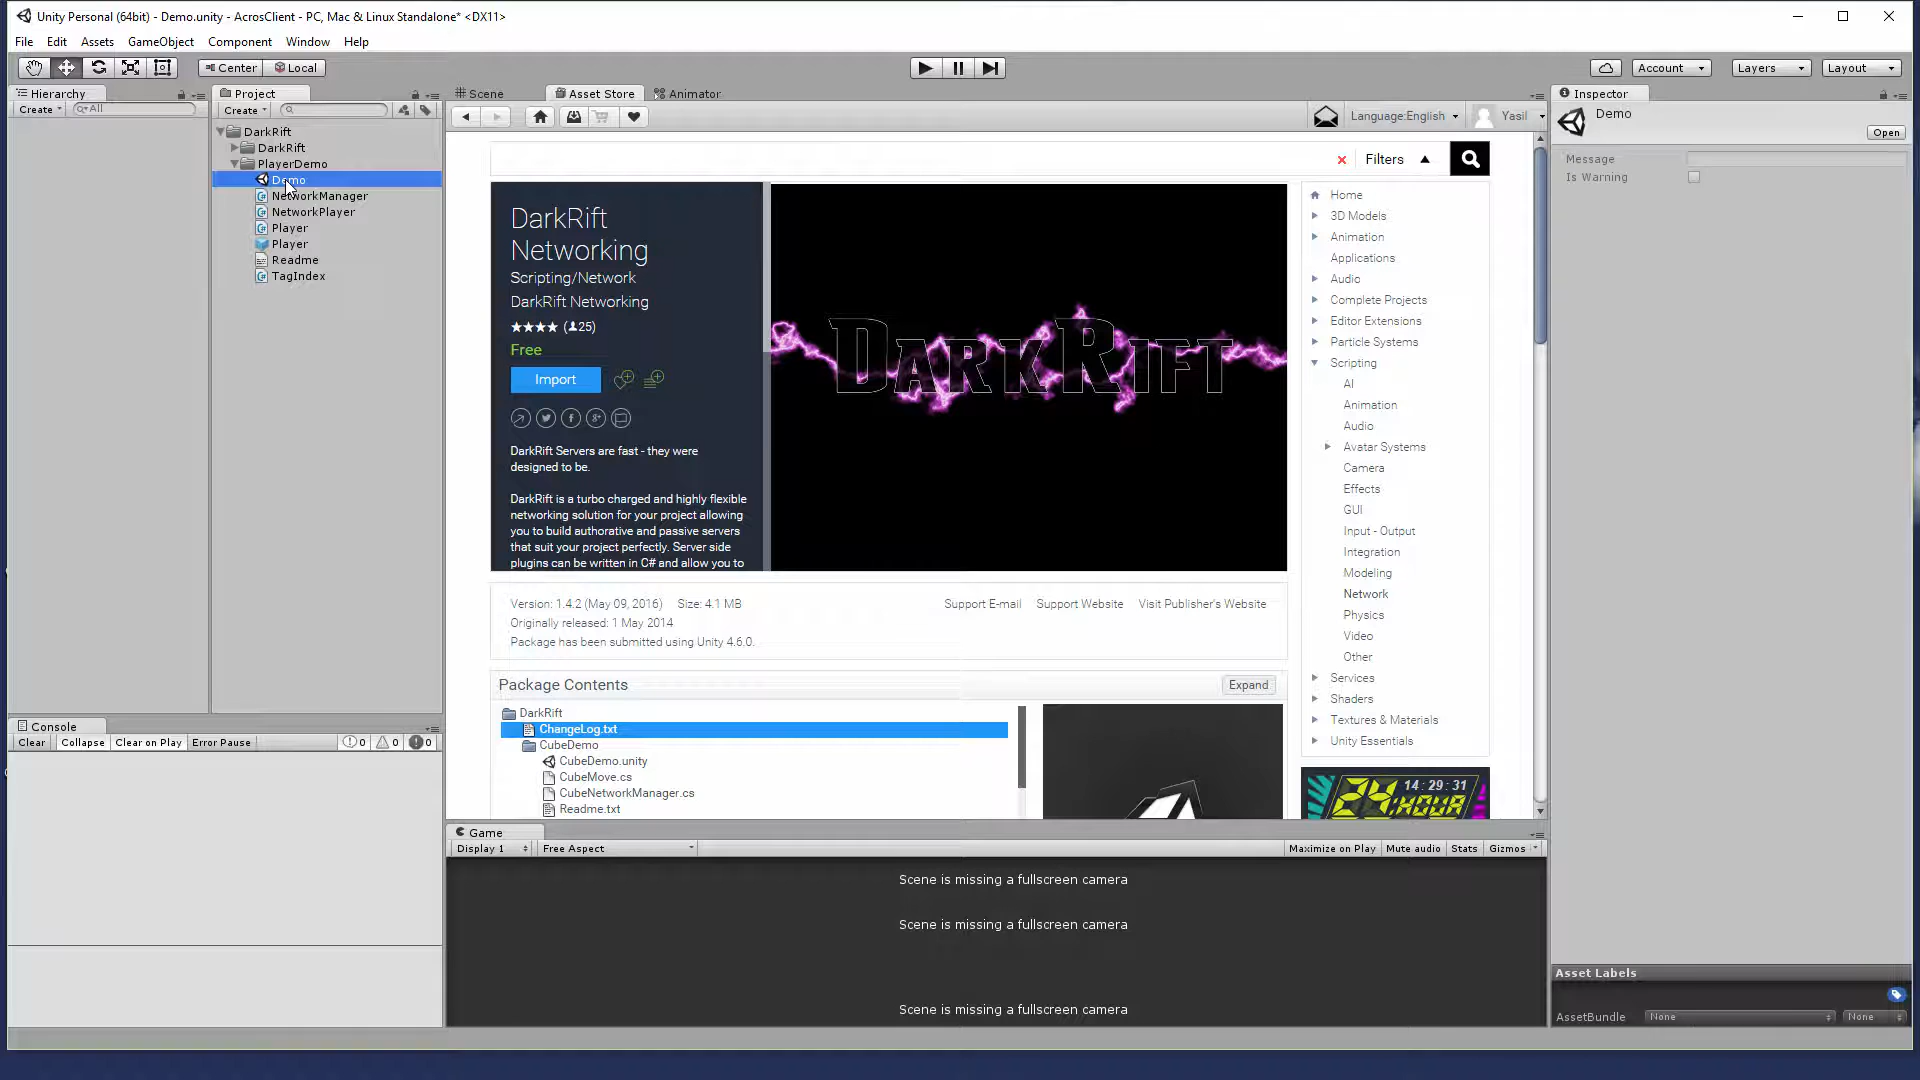 Unity Personal (64bit) - Demo.unity - AcrosClient - PC, Mac & Linux Standalone* <DX11>
File Edit Assets GameObject Component Window Help
Center Local
Account Layers Layout
Hierarchy
Create All
Project
Create
DarkRift
DarkRift
PlayerDemo
Demo
NetworkManager
NetworkPlayer
Player
Player
Readme
TagIndex
Scene Asset Store Animator
Language:English Yasil
Filters
DarkRift
Networking
Scripting/Network
DarkRift Networking
(25)
Free
Import
DarkRift Servers are fast - they were
designed to be.
DarkRift is a turbo charged and highly flexible
networking solution for your project allowing
you to build authorative and passive servers
that suit your project perfectly. Server side
plugins can be written in C# and allow you to
DARKRIFT
Version: 1.4.2 (May 09, 2016) Size: 4.1 MB
Support E-mail Support Website Visit Publisher's Website
Originally released: 1 May 2014
Package has been submitted using Unity 4.6.0.
Package Contents
Expand
DarkRift
ChangeLog.txt
CubeDemo
CubeDemo.unity
CubeMove.cs
CubeNetworkManager.cs
Readme.txt
Home
3D Models
Animation
Applications
Audio
Complete Projects
Editor Extensions
Particle Systems
Scripting
AI
Animation
Audio
Avatar Systems
Camera
Effects
GUI
Input - Output
Integration
Modeling
Network
Physics
Video
Other
Services
Shaders
Textures & Materials
Unity Essentials
14:29:31
24:HOUR
Inspector
Demo
Open
Message
Is Warning
Asset Labels
AssetBundle None None
Console
Clear Collapse Clear on Play Error Pause 0 0 0
Game
Display 1 Free Aspect Maximize on Play Mute audio Stats Gizmos
Scene is missing a fullscreen camera
Scene is missing a fullscreen camera
Scene is missing a fullscreen camera